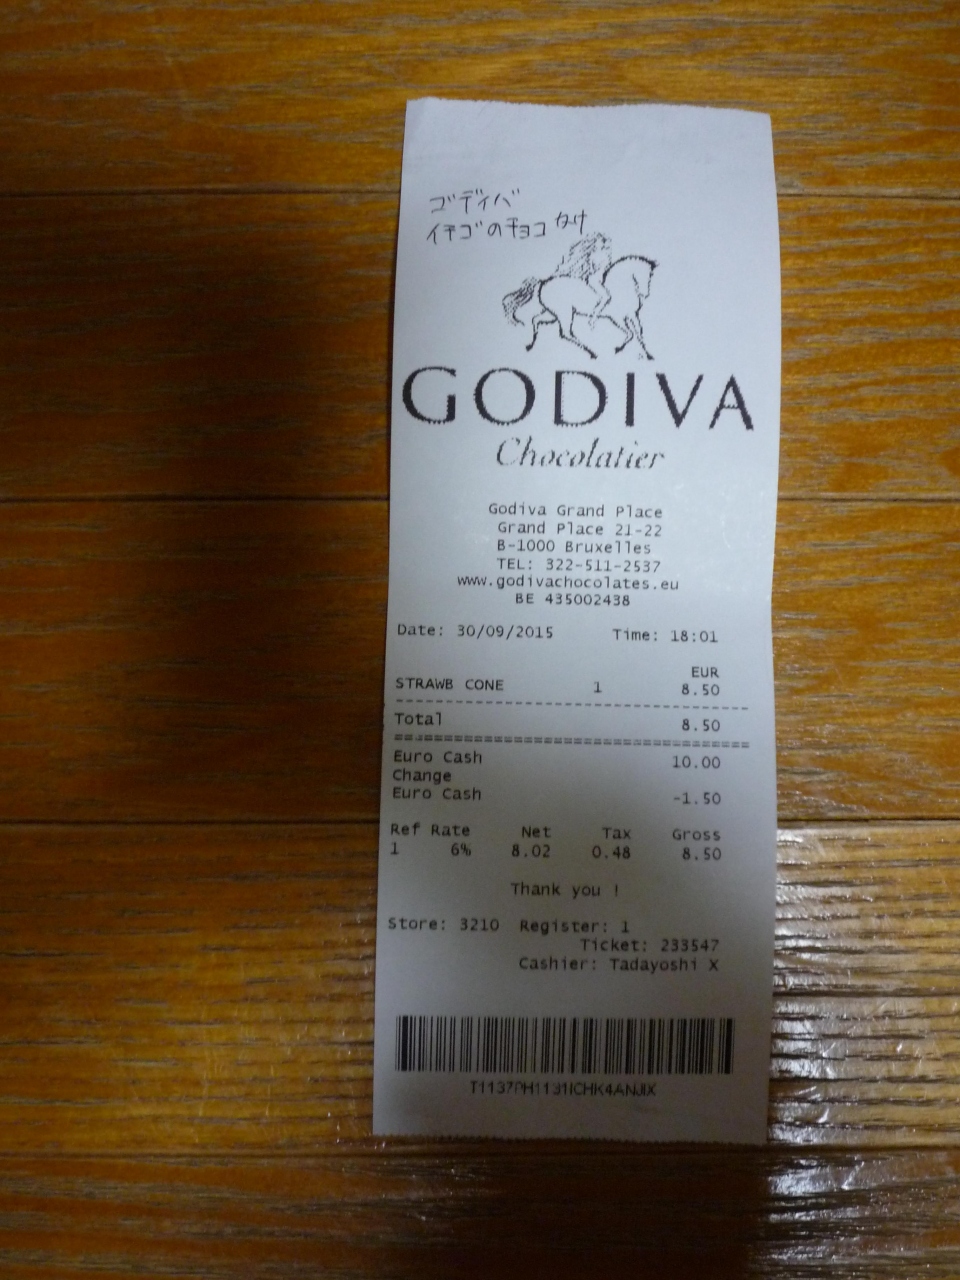 ゴディバ
イチゴのチョコがけ
GODIVA
Chocolatier
Godiva Grand Place
Grand Place 21-22
B-1000 Bruxelles
TEL: 322-511-2537
www.godivachocolates.eu
BE 435002438
Date: 30/09/2015 Time: 18:01
EUR
STRAWB CONE 1 8.50
Total 8.50
Euro Cash 10.00
Change
Euro Cash -1.50
Ref Rate Net Tax Gross
1 6% 8.02 0.48 8.50
Thank you !
Store: 3210 Register: 1
Ticket: 233547
Cashier: Tadayoshi X